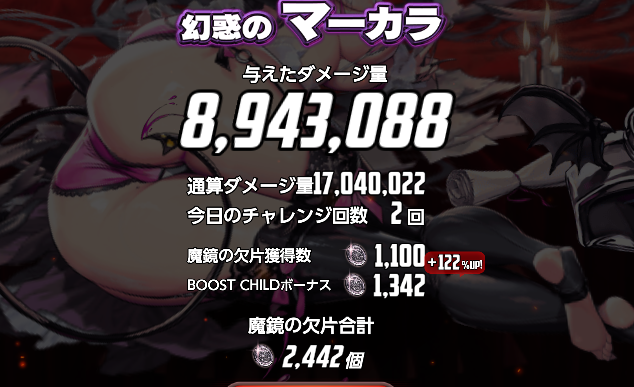 幻惑の マーカラ
与えたダメージ量
8,943,088
通算ダメージ量17,040,022
今日のチャレンジ回数 2回
魔鏡の欠片獲得数 1,100 +122%UP!
BOOST CHILDボーナス 1,342
魔鏡の欠片合計
2,442個